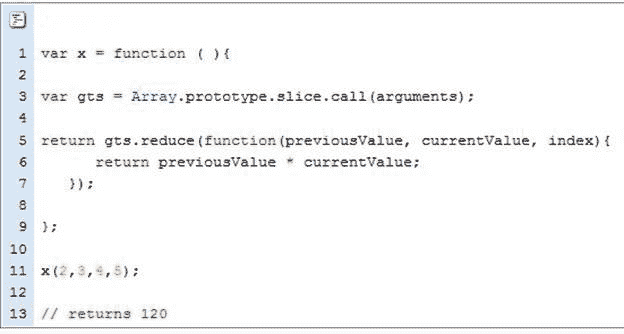 1 var x = function ( ){
2
3 var gts = Array.prototype.slice.call(arguments);
4
5 return gts.reduce(function(previousValue, currentValue, index){
6 return previousValue * currentValue;
7 });
8
9 };
10
11 x(2,3,4,5);
12
13 // returns 120